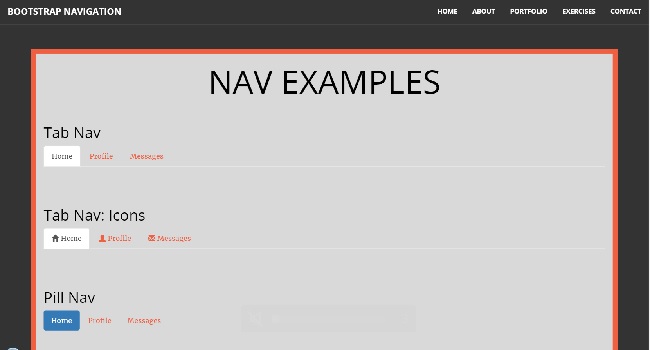 BOOTSTRAP NAVIGATION HOME ABOUT PORTFOLIO EXERCISES CONTACT
NAV EXAMPLES
Tab Nav
Home Profile Messages
Tab Nav: Icons
Home Profile Messages
Pill Nav
Home Profile Messages